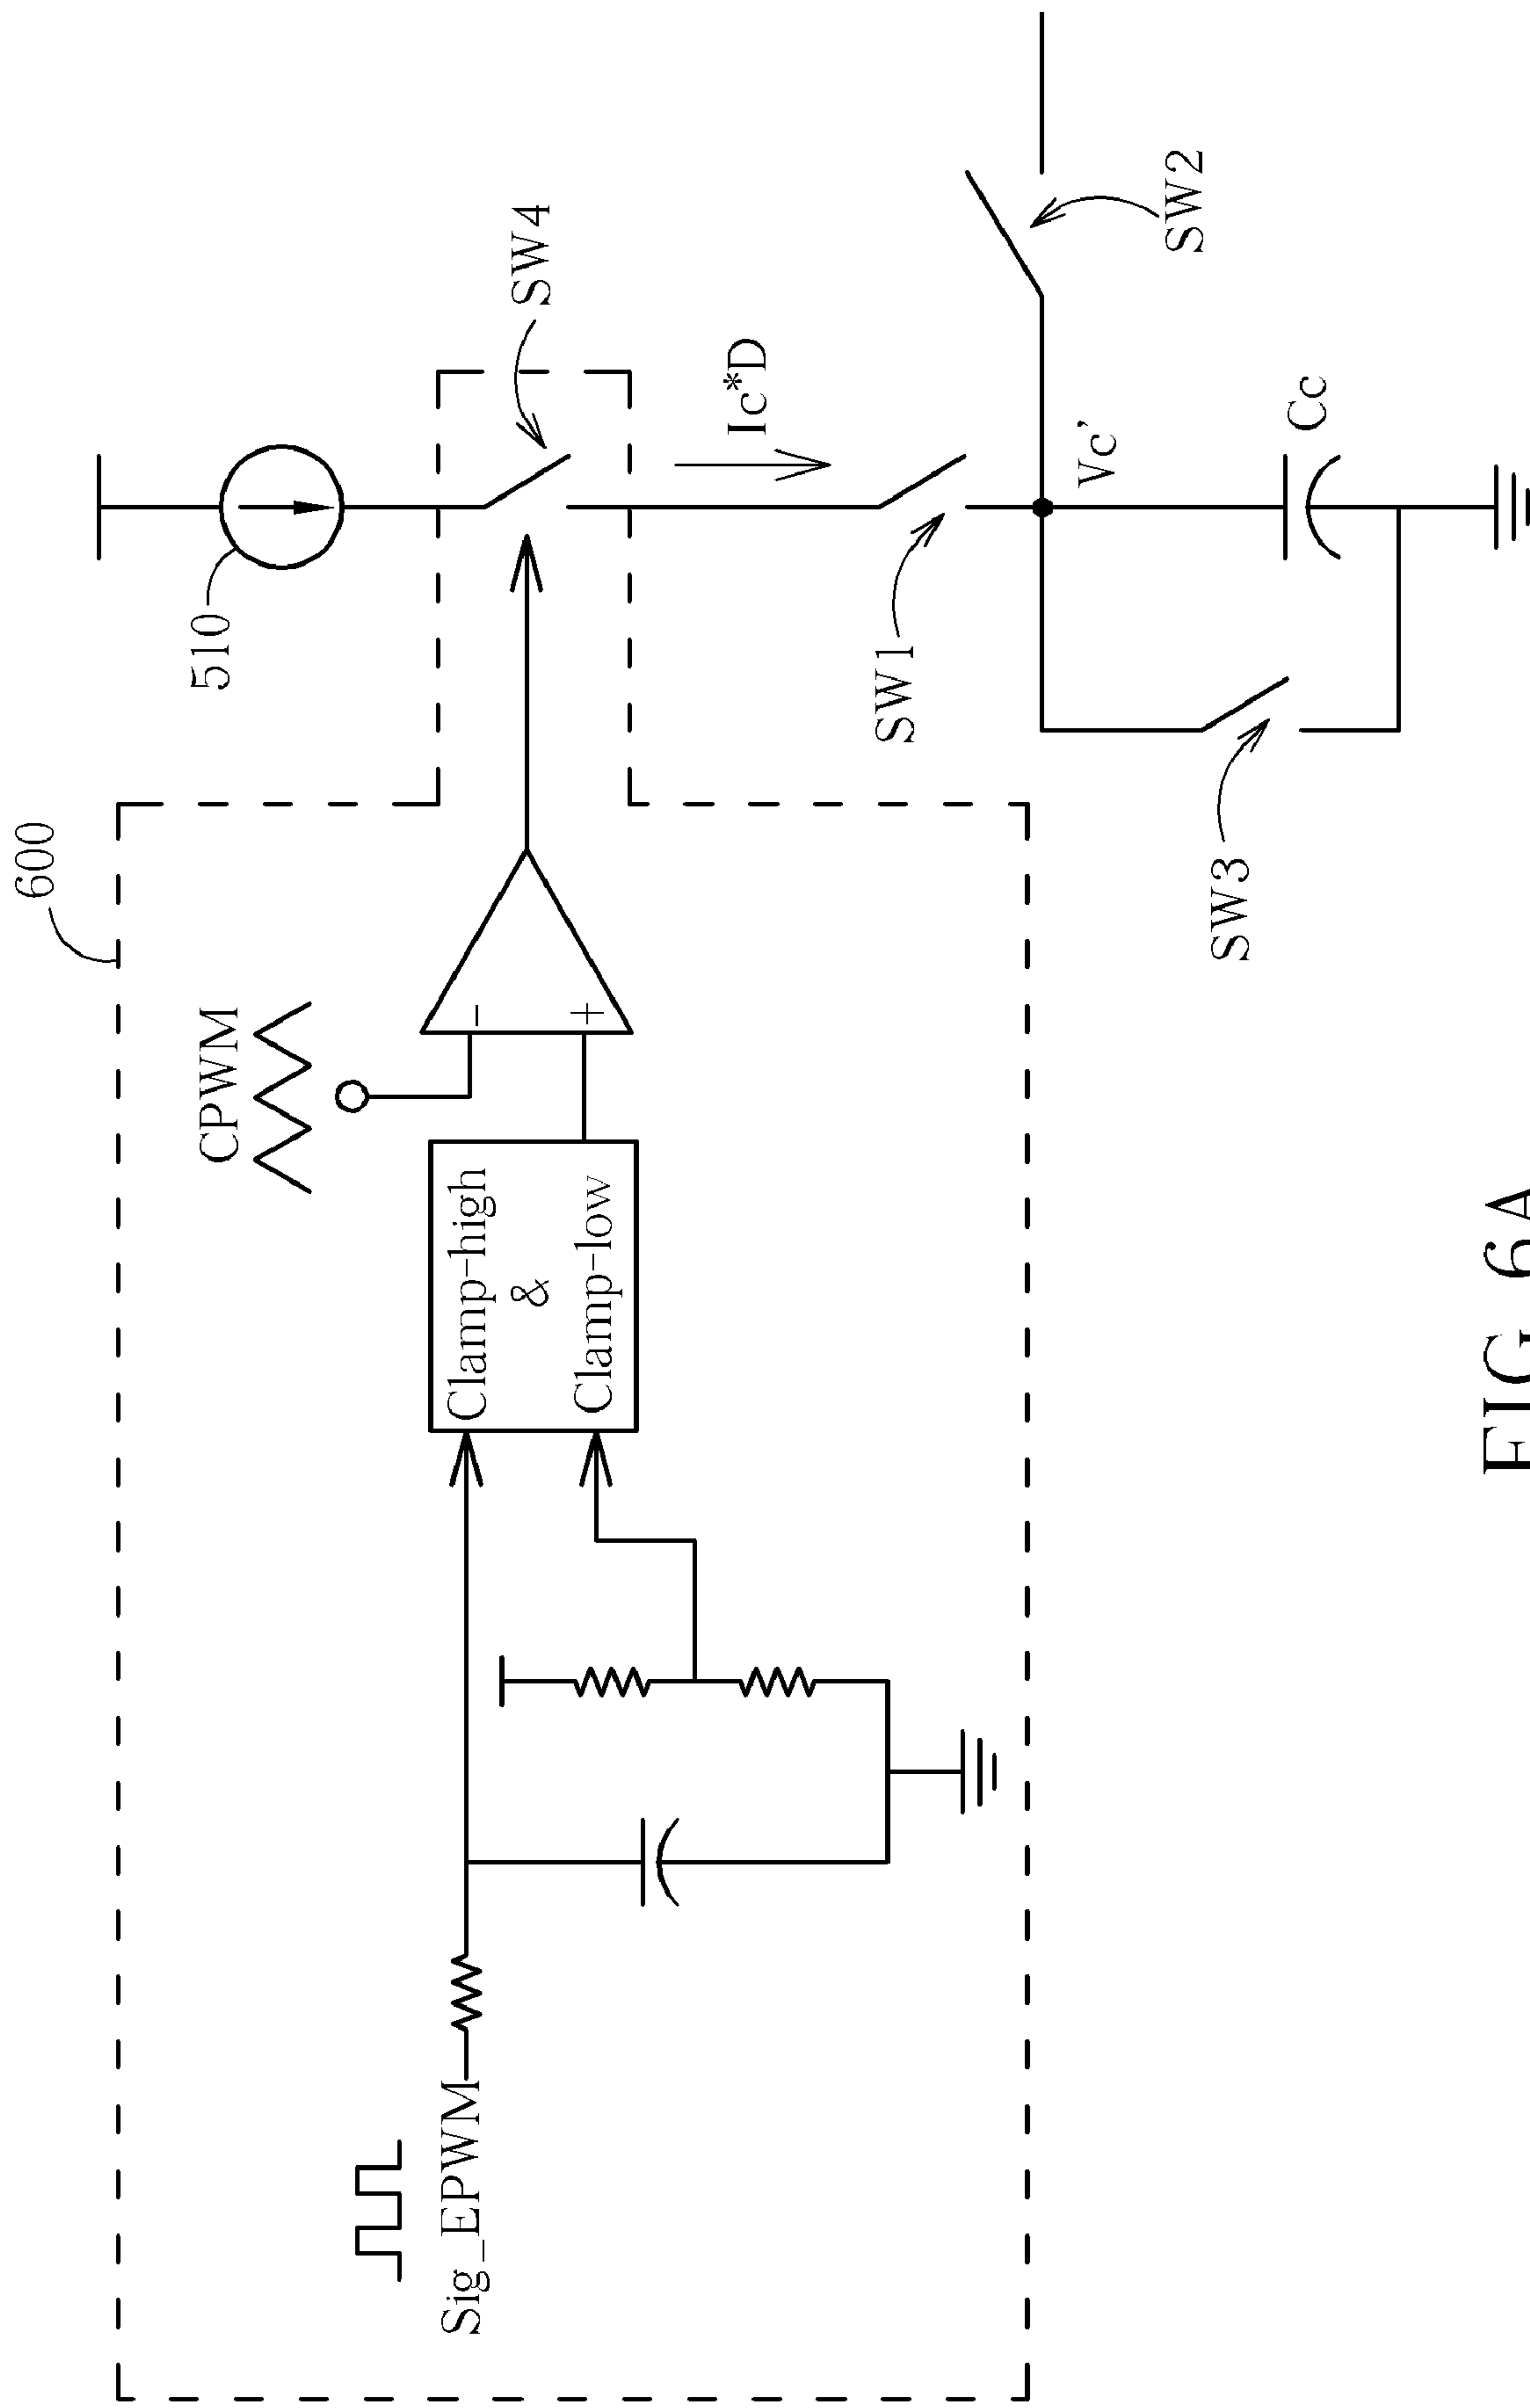 600
CPWM
510
SW4
Sig_EPWM
Clamp-high
&
Clamp-low
-
+
Ic*D
SW1
Vc'
SW2
SW3
Cc
FIG. 6A